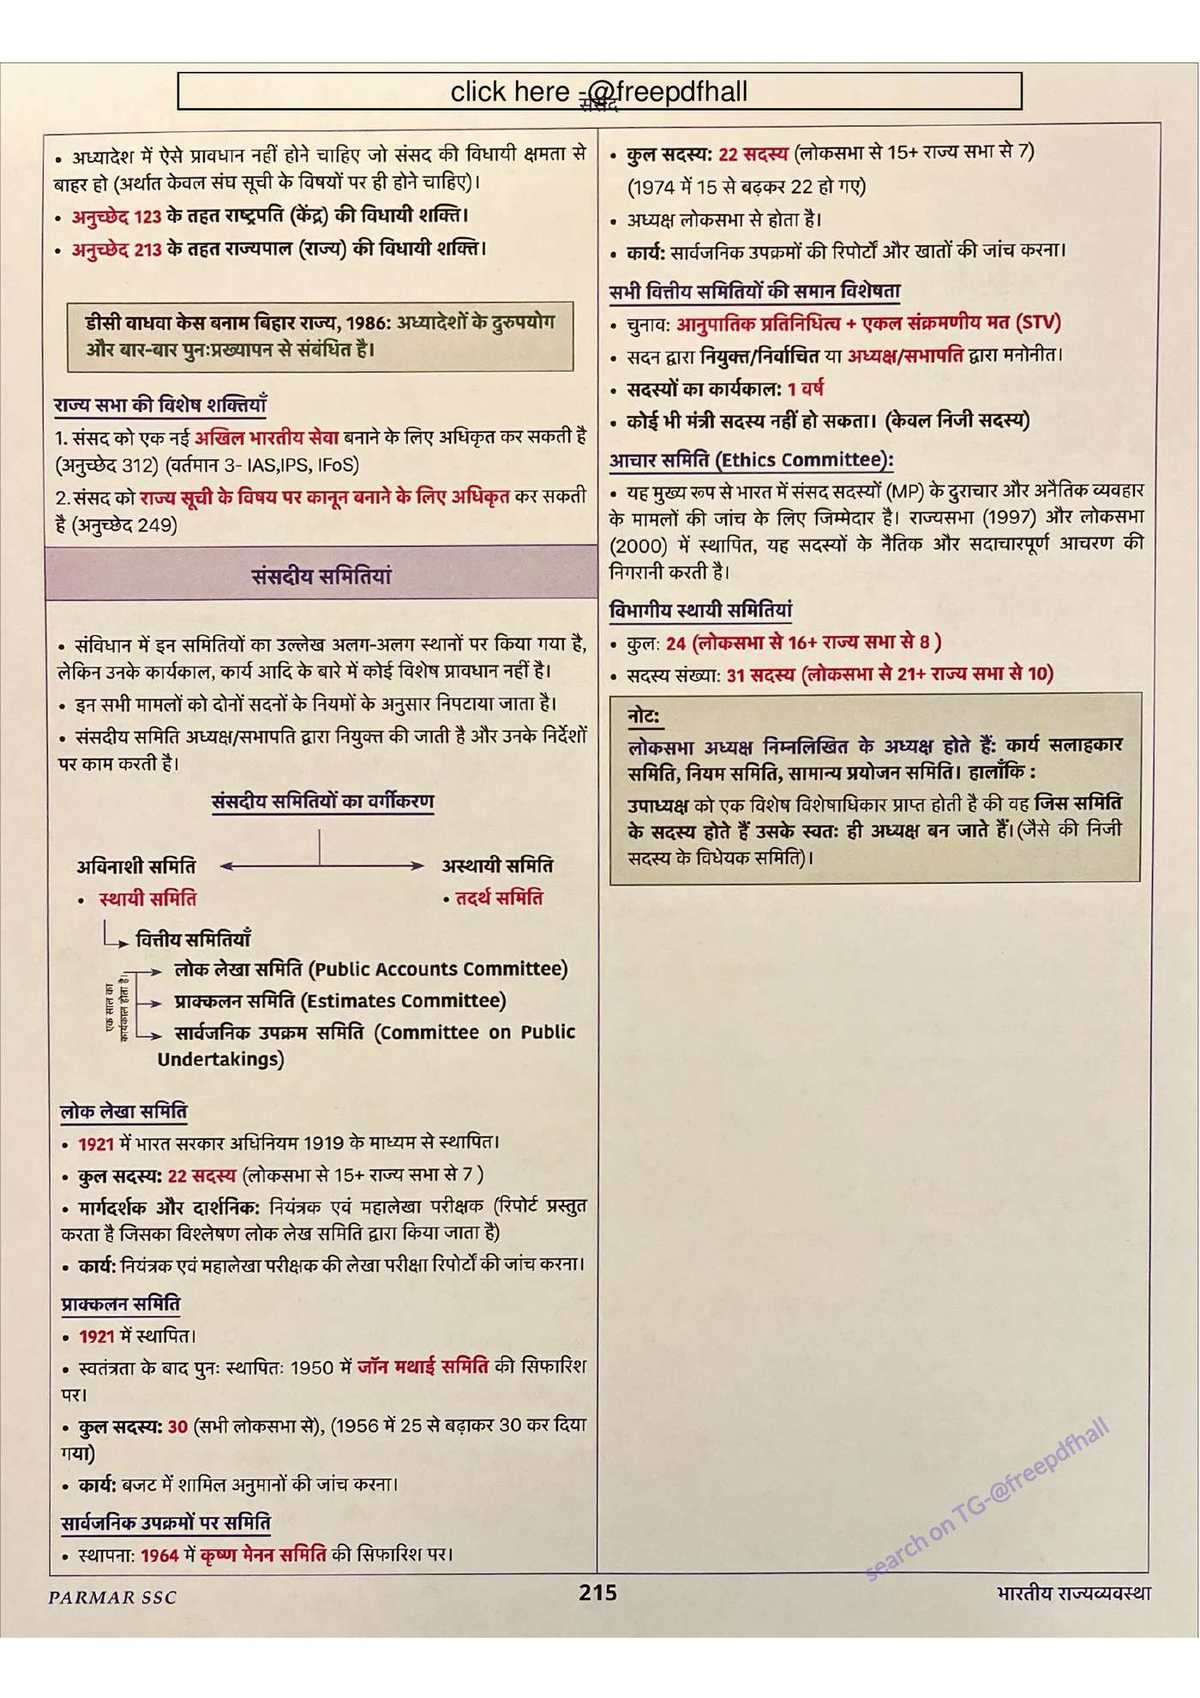 click here -@freepdfhall
संसद
• अध्यादेश में ऐसे प्रावधान नहीं होने चाहिए जो संसद की विधायी क्षमता से
बाहर हो (अर्थात केवल संघ सूची के विषयों पर ही होने चाहिए)।
• अनुच्छेद 123 के तहत राष्ट्रपति (केंद्र) की विधायी शक्ति।
• अनुच्छेद 213 के तहत राज्यपाल (राज्य) की विधायी शक्ति।
डीसी वाधवा केस बनाम बिहार राज्य, 1986: अध्यादेशों के दुरुपयोग
और बार-बार पुनःप्रख्यापन से संबंधित है।
राज्य सभा की विशेष शक्तियाँ
1. संसद को एक नई अखिल भारतीय सेवा बनाने के लिए अधिकृत कर सकती है
(अनुच्छेद 312) (वर्तमान 3- IAS,IPS, IFoS)
2. संसद को राज्य सूची के विषय पर कानून बनाने के लिए अधिकृत कर सकती
है (अनुच्छेद 249)
संसदीय समितियां
• संविधान में इन समितियों का उल्लेख अलग-अलग स्थानों पर किया गया है,
लेकिन उनके कार्यकाल, कार्य आदि के बारे में कोई विशेष प्रावधान नहीं है।
• इन सभी मामलों को दोनों सदनों के नियमों के अनुसार निपटाया जाता है।
• संसदीय समिति अध्यक्ष/सभापति द्वारा नियुक्त की जाती है और उनके निर्देशों
पर काम करती है।
संसदीय समितियों का वर्गीकरण
अविनाशी समिति
अस्थायी समिति
• स्थायी समिति
• तदर्थ समिति
वित्तीय समितियाँ
एक साल का
कार्यकाल होता है।
लोक लेखा समिति (Public Accounts Committee)
प्राक्कलन समिति (Estimates Committee)
सार्वजनिक उपक्रम समिति (Committee on Public
Undertakings)
लोक लेखा समिति
• 1921 में भारत सरकार अधिनियम 1919 के माध्यम से स्थापित।
• कुल सदस्य: 22 सदस्य (लोकसभा से 15+ राज्य सभा से 7 )
• मार्गदर्शक और दार्शनिक: नियंत्रक एवं महालेखा परीक्षक (रिपोर्ट प्रस्तुत
करता है जिसका विश्लेषण लोक लेख समिति द्वारा किया जाता है)
• कार्य: नियंत्रक एवं महालेखा परीक्षक की लेखा परीक्षा रिपोर्टों की जांच करना।
प्राक्कलन समिति
• 1921 में स्थापित।
• स्वतंत्रता के बाद पुनः स्थापितः 1950 में जॉन मथाई समिति की सिफारिश
पर।
• कुल सदस्य: 30 (सभी लोकसभा से), (1956 में 25 से बढ़ाकर 30 कर दिया
गया)
• कार्य: बजट में शामिल अनुमानों की जांच करना।
सार्वजनिक उपक्रमों पर समिति
• स्थापना: 1964 में कृष्ण मेनन समिति की सिफारिश पर।
• कुल सदस्य: 22 सदस्य (लोकसभा से 15+ राज्य सभा से 7)
(1974 में 15 से बढ़कर 22 हो गए)
• अध्यक्ष लोकसभा से होता है।
• कार्य: सार्वजनिक उपक्रमों की रिपोर्टों और खातों की जांच करना।
सभी वित्तीय समितियों की समान विशेषता
• चुनाव: आनुपातिक प्रतिनिधित्व + एकल संक्रमणीय मत (STV)
• सदन द्वारा नियुक्त/निर्वाचित या अध्यक्ष/सभापति द्वारा मनोनीत।
• सदस्यों का कार्यकाल: 1 वर्ष
• कोई भी मंत्री सदस्य नहीं हो सकता। (केवल निजी सदस्य)
आचार समिति (Ethics Committee):
• यह मुख्य रूप से भारत में संसद सदस्यों (MP) के दुराचार और अनैतिक व्यवहार
के मामलों की जांच के लिए जिम्मेदार है। राज्यसभा (1997) और लोकसभा
(2000) में स्थापित, यह सदस्यों के नैतिक और सदाचारपूर्ण आचरण की
निगरानी करती है।
विभागीय स्थायी समितियां
• कुल: 24 (लोकसभा से 16+ राज्य सभा से 8 )
• सदस्य संख्या: 31 सदस्य (लोकसभा से 21+ राज्य सभा से 10)
नोट:
लोकसभा अध्यक्ष निम्नलिखित के अध्यक्ष होते हैं: कार्य सलाहकार
समिति, नियम समिति, सामान्य प्रयोजन समिति। हालाँकि :
उपाध्यक्ष को एक विशेष विशेषाधिकार प्राप्त होती है की वह जिस समिति
के सदस्य होते हैं उसके स्वतः ही अध्यक्ष बन जाते हैं।(जैसे की निजी
सदस्य के विधेयक समिति)।
search on TG-@freepdfhall
PARMAR SSC
215
भारतीय राज्यव्यवस्था